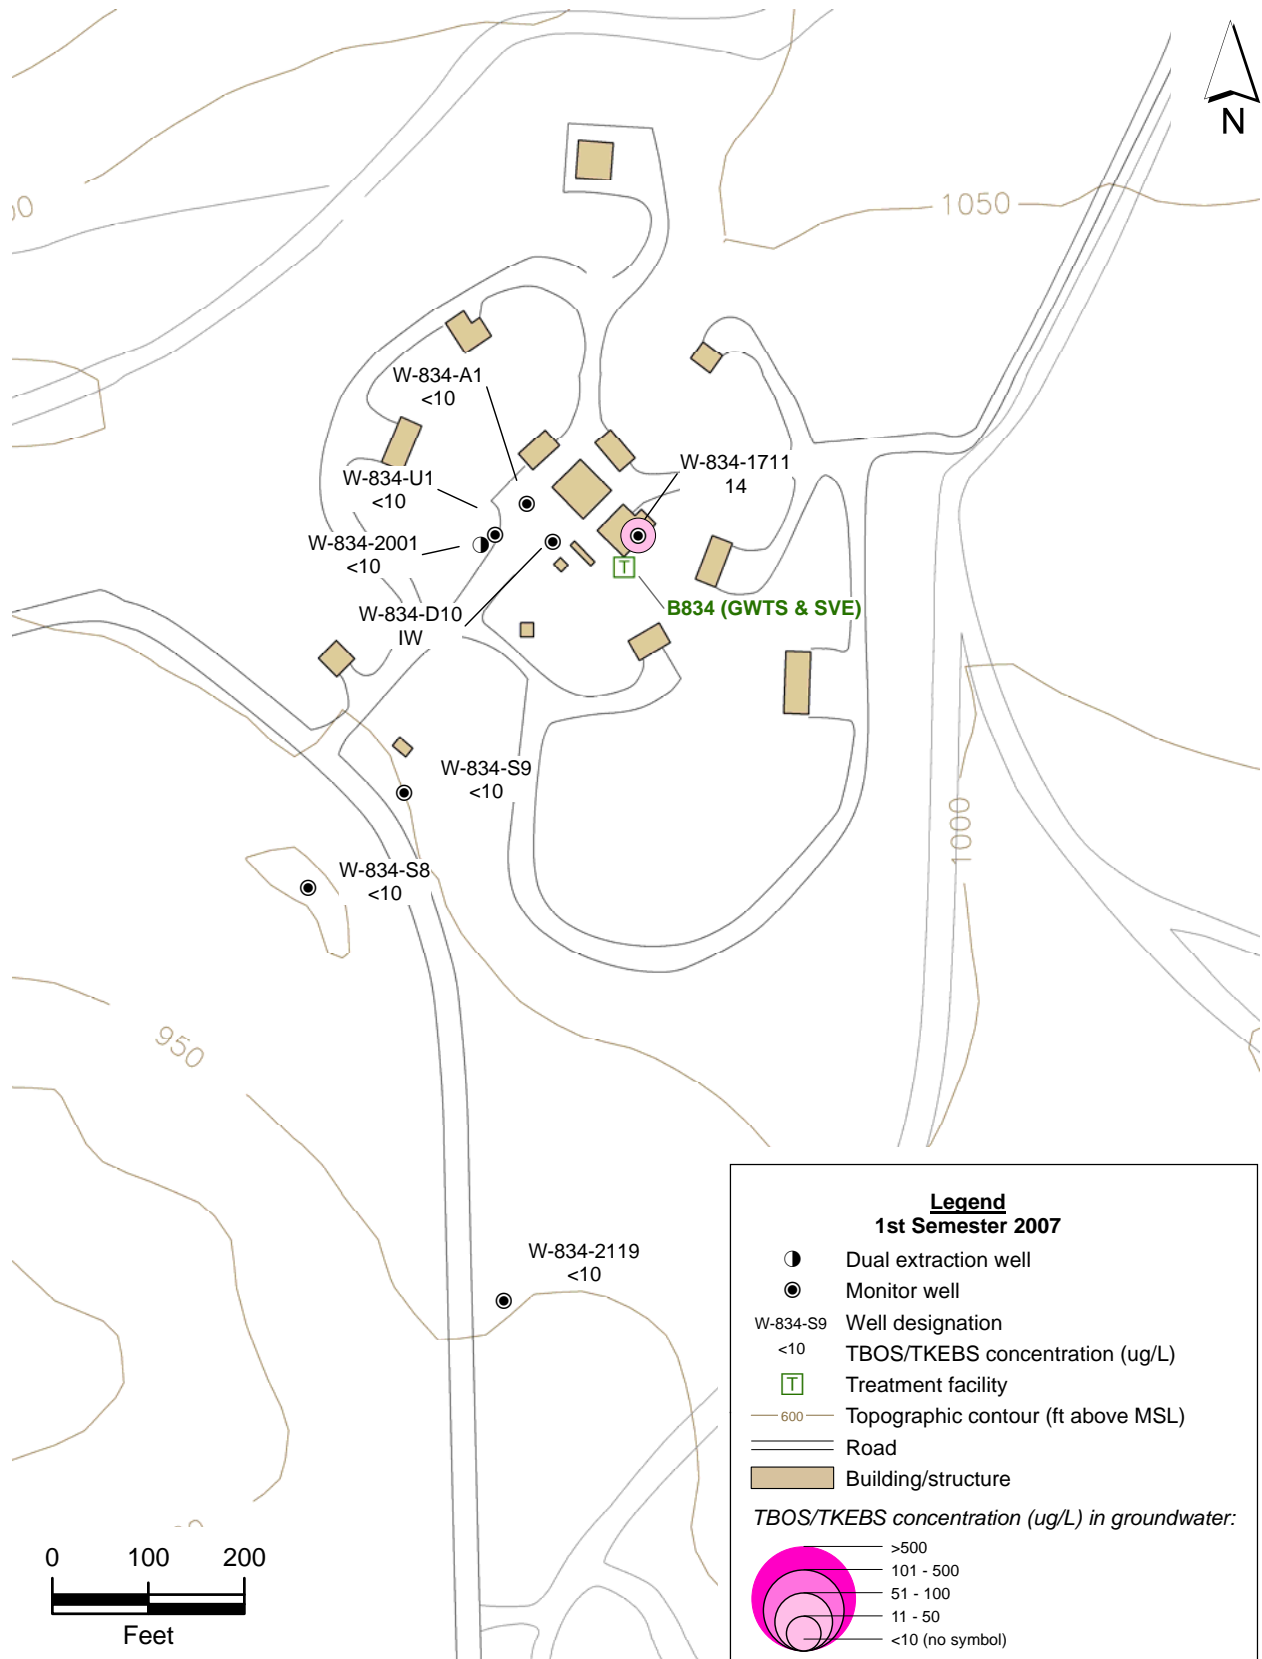 N
1050
W-834-A1
<10
W-834-U1
<10
W-834-1711
14
W-834-2001
<10
T
B834 (GWTS & SVE)
W-834-D10
IW
W-834-S9
<10
1000
W-834-S8
<10
950
W-834-2119
<10
Legend
1st Semester 2007
Dual extraction well
Monitor well
W-834-S9 Well designation
<10 TBOS/TKEBS concentration (ug/L)
T Treatment facility
600 Topographic contour (ft above MSL)
Road
Building/structure
TBOS/TKEBS concentration (ug/L) in groundwater:
>500
101 - 500
51 - 100
11 - 50
<10 (no symbol)
0 100 200
Feet